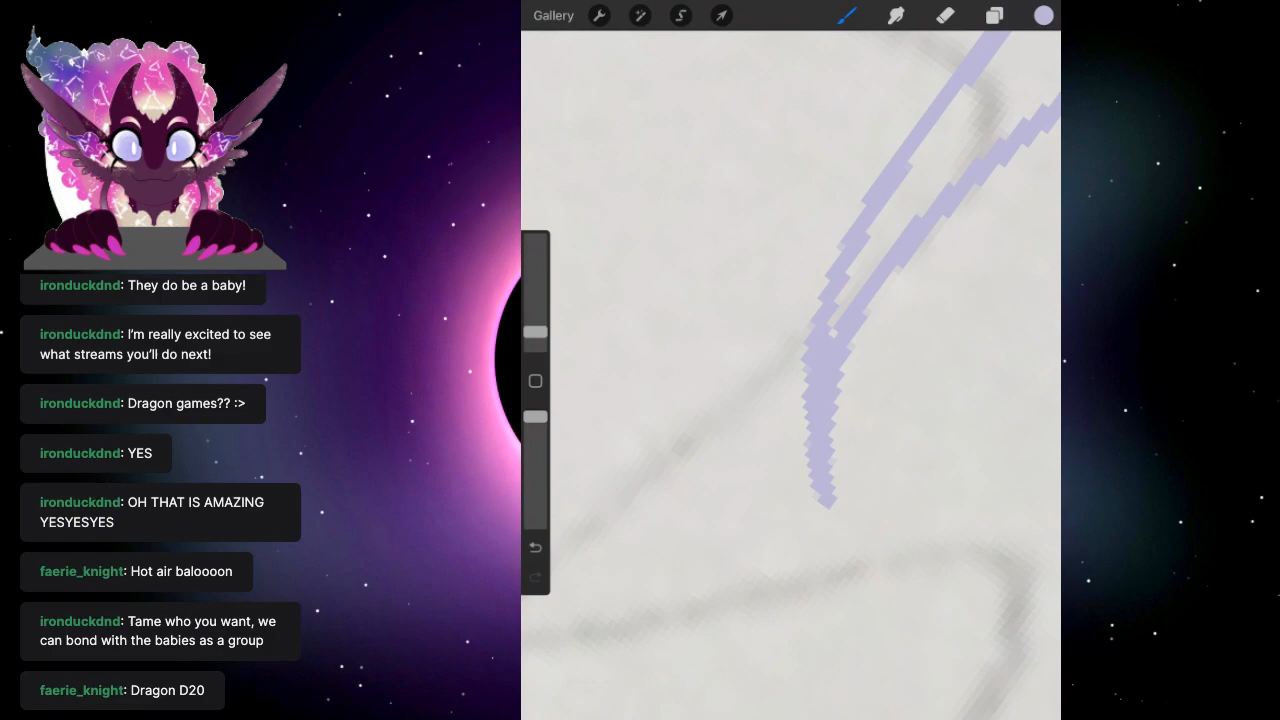 Gallery
ironduckdnd: They do be a baby!
ironduckdnd: I'm really excited to see
what streams you'll do next!
ironduckdnd: Dragon games?? :>
ironduckdnd: YES
ironduckdnd: OH THAT IS AMAZING
YESYESYES
faerie_knight: Hot air baloooon
ironduckdnd: Tame who you want, we
can bond with the babies as a group
faerie_knight: Dragon D20